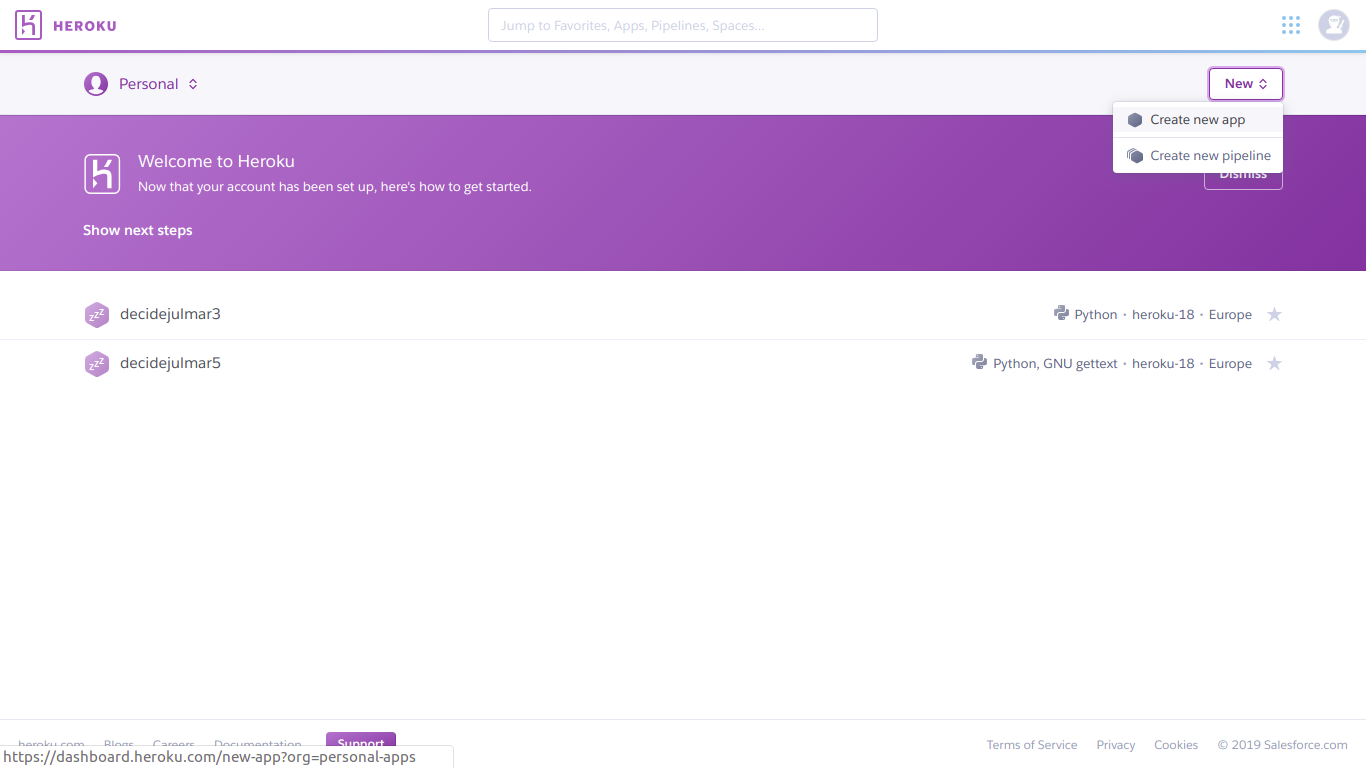 HEROKU
Jump to Favorites, Apps, Pipelines, Spaces...
Personal
New
Create new app
Create new pipeline
Welcome to Heroku
Now that your account has been set up, here's how to get started.
Dismiss
Show next steps
zzz decidejulmar3 Python • heroku-18 • Europe
zzz decidejulmar5 Python, GNU gettext • heroku-18 • Europe
heroku.com Blogs Careers Documentation Support Terms of Service Privacy Cookies © 2019 Salesforce.com
https://dashboard.heroku.com/new-app?org=personal-apps